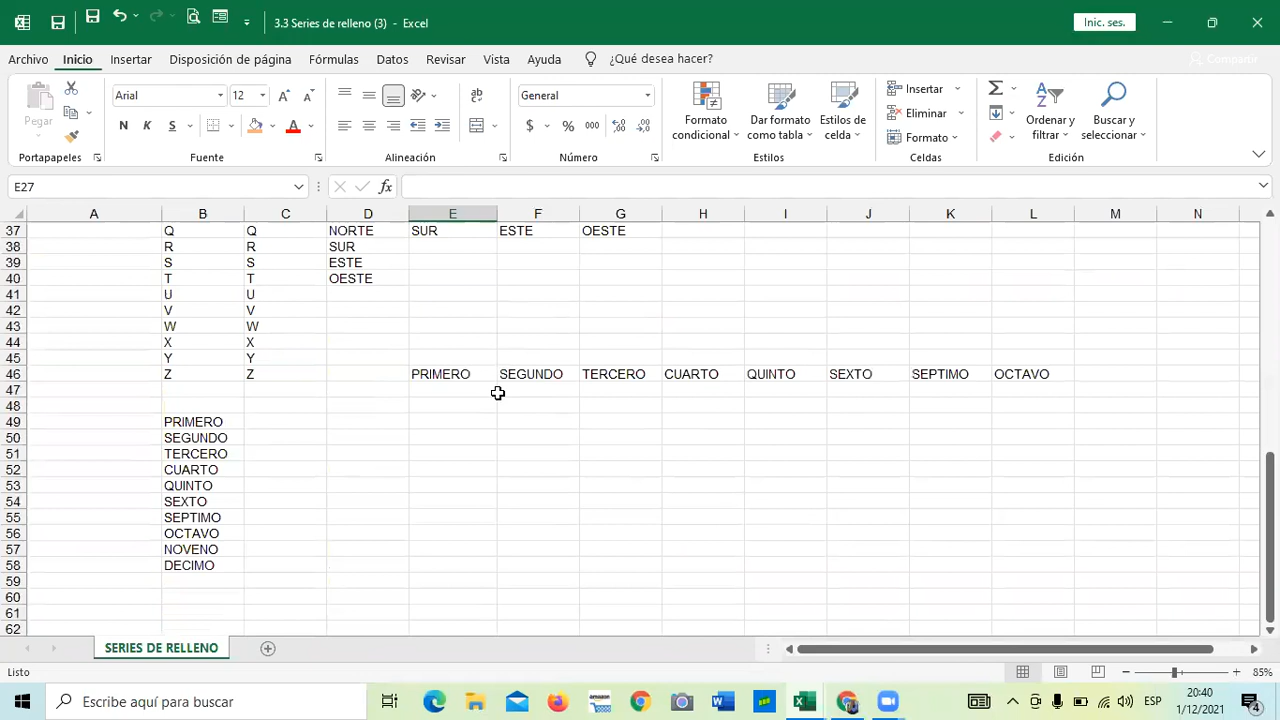 3.3 Series de relleno (3) – Excel
Inic. ses.
Archivo Inicio Insertar Disposición de página Fórmulas Datos Revisar Vista Ayuda ¿Qué desea hacer? Compartir
Pegar
Arial 12
N K S
General
$ % 000
Formato condicional
Dar formato como tabla
Estilos de celda
Insertar
Eliminar
Formato
Ordenar y filtrar
Buscar y seleccionar
Portapapeles Fuente Alineación Número Estilos Celdas Edición
E27 fx
A B C D E F G H I J K L M N
37 Q Q NORTE SUR ESTE OESTE
38 R R SUR
39 S S ESTE
40 T T OESTE
41 U U
42 V V
43 W W
44 X X
45 Y Y
46 Z Z PRIMERO SEGUNDO TERCERO CUARTO QUINTO SEXTO SEPTIMO OCTAVO
47
48
49 PRIMERO
50 SEGUNDO
51 TERCERO
52 CUARTO
53 QUINTO
54 SEXTO
55 SEPTIMO
56 OCTAVO
57 NOVENO
58 DECIMO
59
60
61
62
SERIES DE RELLENO
Listo 85%
Escribe aquí para buscar
ESP
20:40
1/12/2021
4